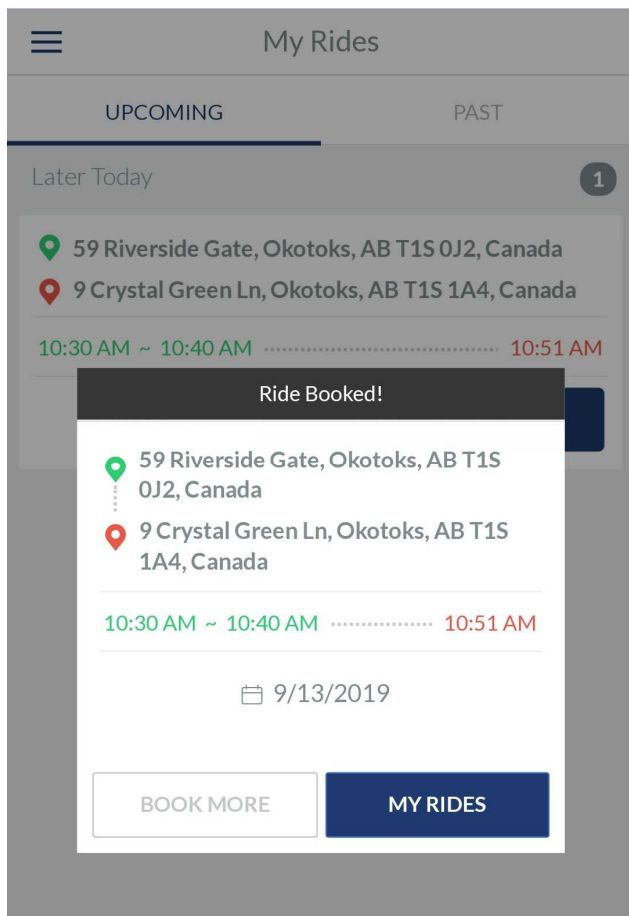 My Rides
UPCOMING
PAST
Later Today
1
59 Riverside Gate, Okotoks, AB T1S 0J2, Canada
9 Crystal Green Ln, Okotoks, AB T1S 1A4, Canada
10:30 AM ~ 10:40 AM 10:51 AM
Ride Booked!
59 Riverside Gate, Okotoks, AB T1S
0J2, Canada
9 Crystal Green Ln, Okotoks, AB T1S
1A4, Canada
10:30 AM ~ 10:40 AM 10:51 AM
9/13/2019
BOOK MORE
MY RIDES